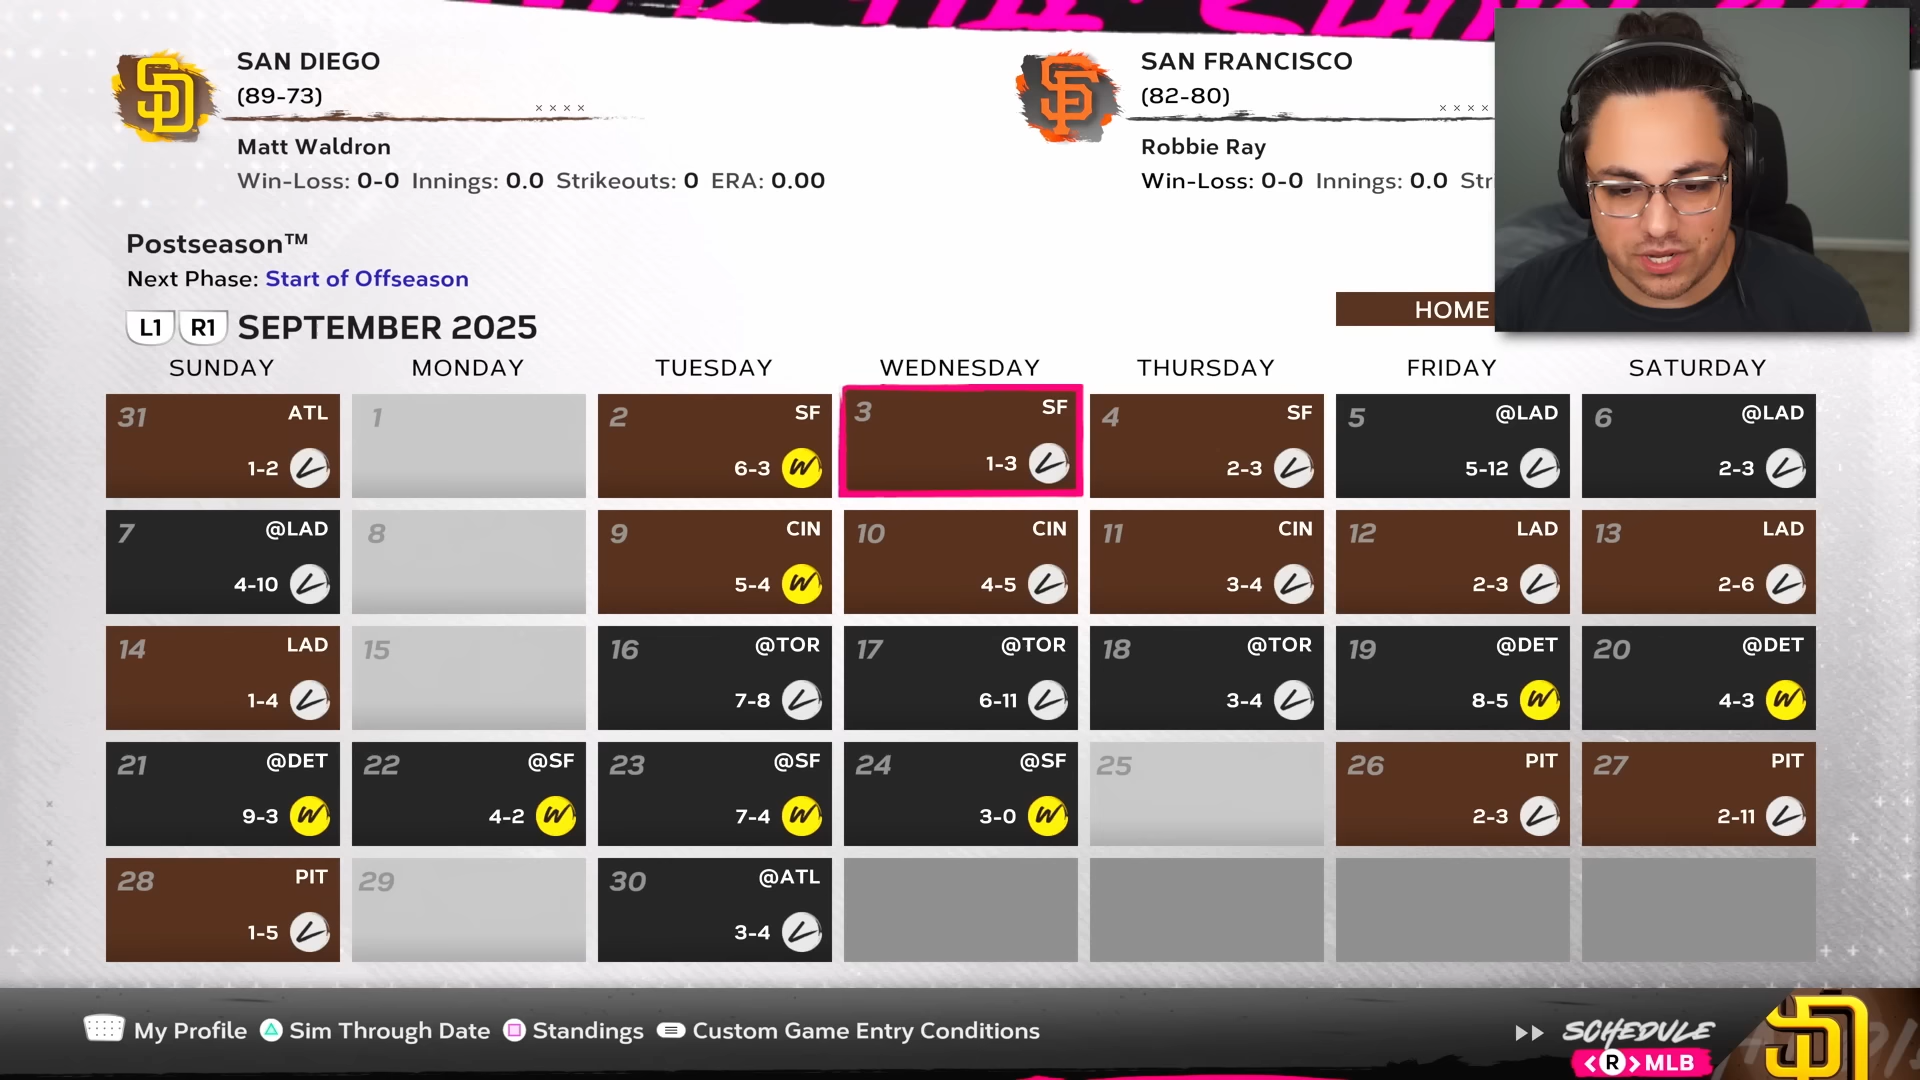 SAN DIEGO
(89-73)
Matt Waldron
Win-Loss: 0-0 Innings: 0.0 Strikeouts: 0 ERA: 0.00
SAN FRANCISCO
(82-80)
Robbie Ray
Win-Loss: 0-0 Innings: 0.0 Str
Postseason™
Next Phase: Start of Offseason
L1 R1 SEPTEMBER 2025
HOME
SUNDAY MONDAY TUESDAY WEDNESDAY THURSDAY FRIDAY SATURDAY
31 ATL 1 2 SF 3 SF 4 SF 5 @LAD 6 @LAD
1-2 L 6-3 W 1-3 L 2-3 L 5-12 L 2-3 L
7 @LAD 8 9 CIN 10 CIN 11 CIN 12 LAD 13 LAD
4-10 L 5-4 W 4-5 L 3-4 L 2-3 L 2-6 L
14 LAD 15 16 @TOR 17 @TOR 18 @TOR 19 @DET 20 @DET
1-4 L 7-8 L 6-11 L 3-4 L 8-5 W 4-3 W
21 @DET 22 @SF 23 @SF 24 @SF 25 26 PIT 27 PIT
9-3 W 4-2 W 7-4 W 3-0 W 2-3 L 2-11 L
28 PIT 29 30 @ATL
1-5 L 3-4 L
My Profile Sim Through Date Standings Custom Game Entry Conditions
SCHEDULE
R MLB
SD